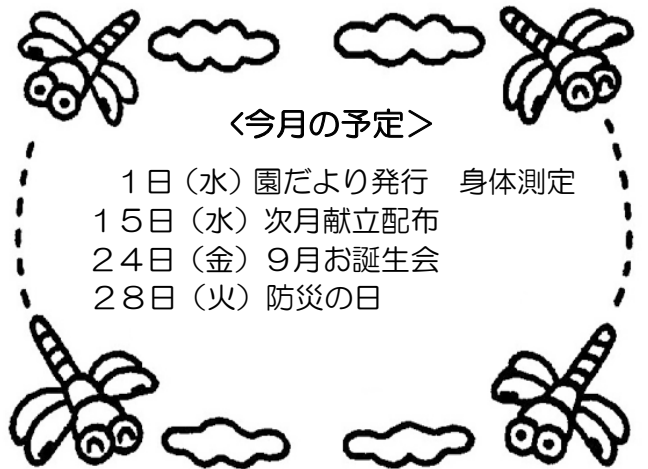 ＜今月の予定＞
１日（水）園だより発行　身体測定
１５日（水）次月献立配布
２４日（金）９月お誕生会
２８日（火）防災の日